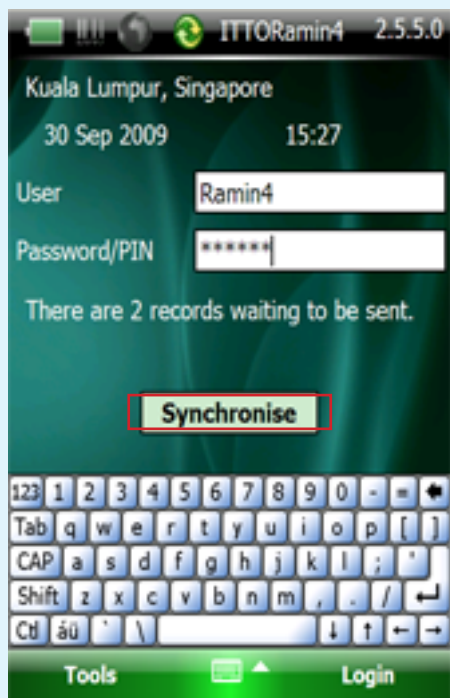 ITTORamin4 2.5.5.0
Kuala Lumpur, Singapore
30 Sep 2009 15:27
User Ramin4
Password/PIN ******
There are 2 records waiting to be sent.
Synchronise
123 1 2 3 4 5 6 7 8 9 0 - =
Tab q w e r t y u i o p [ ]
CAP a s d f g h j k l ; '
Shift z x c v b n m , . /
Ctl áü ` \
Tools Login